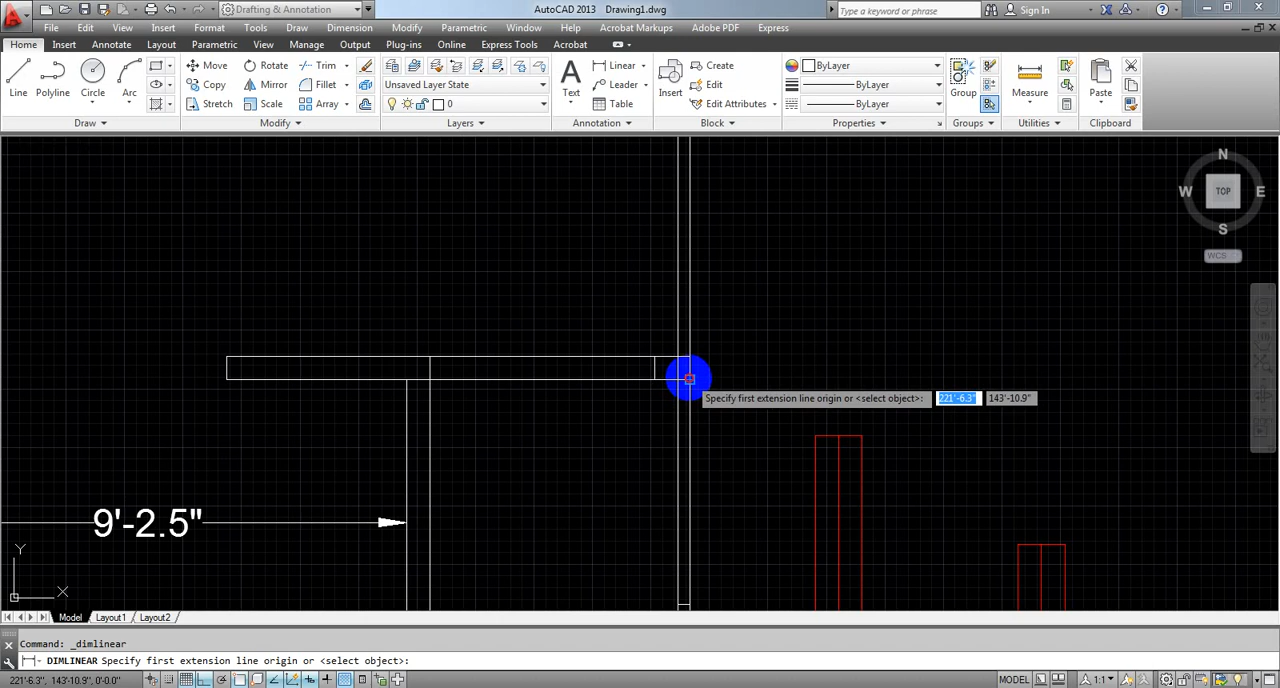 AutoCAD 2013 Drawing1.dwg
Drafting & Annotation
Type a keyword or phrase
Sign In
File Edit View Insert Format Tools Draw Dimension Modify Parametric Window Help Acrobat Markups Adobe PDF Express
Home Insert Annotate Layout Parametric View Manage Output Plug-ins Online Express Tools Acrobat
Move Rotate Trim Unsaved Layer State Linear Create ByLayer
Line Polyline Circle Arc Copy Mirror Fillet Text Leader Insert Edit ByLayer Group Measure Paste
Stretch Scale Array 0 Table Edit Attributes ByLayer
Draw Modify Layers Annotation Block Properties Groups Utilities Clipboard
N
W TOP E
S
WCS
Specify first extension line origin or <select object>: 221'-6.3" 143'-10.9"
9'-2.5"
Y
X
Model Layout1 Layout2
Command: _dimlinear
DIMLINEAR Specify first extension line origin or <select object>:
221'-6.3", 143'-10.9", 0'-0.0" MODEL 1:1